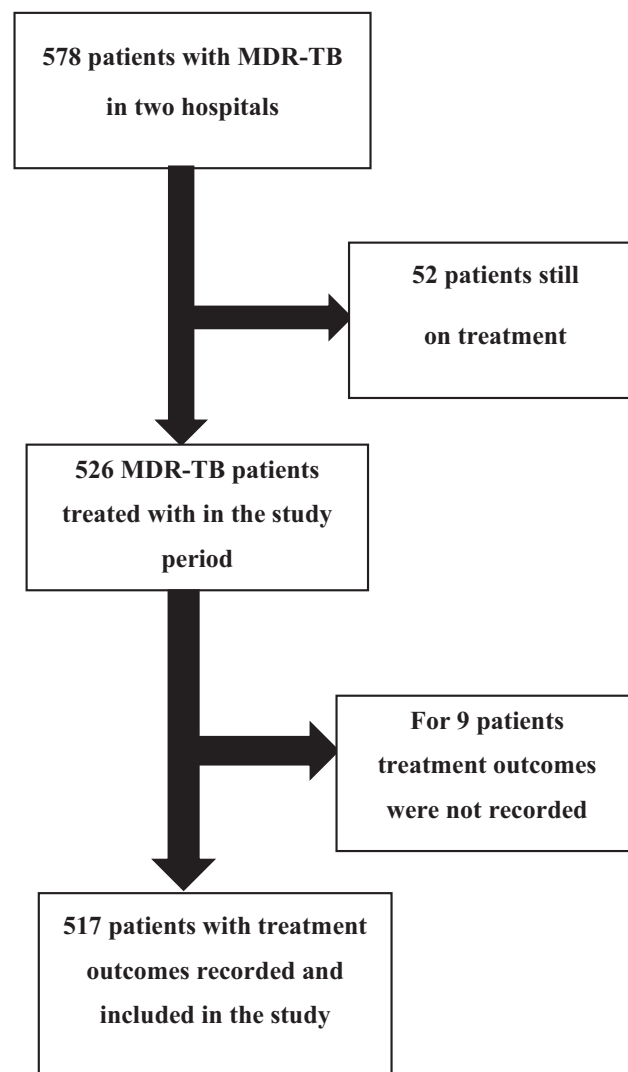 578 patients with MDR-TB
in two hospitals
52 patients still
on treatment
526 MDR-TB patients
treated with in the study
period
For 9 patients
treatment outcomes
were not recorded
517 patients with treatment
outcomes recorded and
included in the study